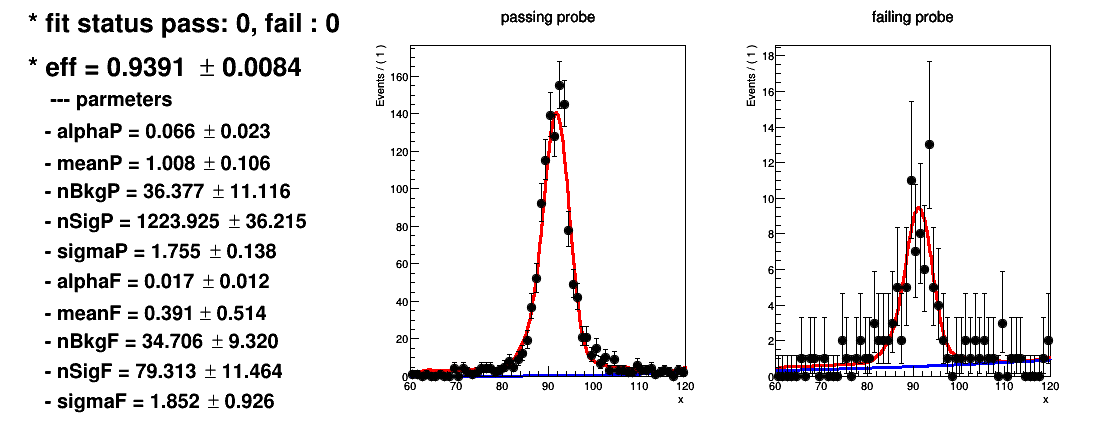 * fit status pass: 0, fail : 0
* eff = 0.9391 ± 0.0084
--- parmeters
- alphaP = 0.066 ± 0.023
- meanP = 1.008 ± 0.106
- nBkgP = 36.377 ± 11.116
- nSigP = 1223.925 ± 36.215
- sigmaP = 1.755 ± 0.138
- alphaF = 0.017 ± 0.012
- meanF = 0.391 ± 0.514
- nBkgF = 34.706 ± 9.320
- nSigF = 79.313 ± 11.464
- sigmaF = 1.852 ± 0.926
passing probe
Events / ( 1 )
160
140
120
100
80
60
40
20
0
60 70 80 90 100 110 120
x
failing probe
Events / ( 1 )
18
16
14
12
10
8
6
4
2
0
60 70 80 90 100 110 120
x